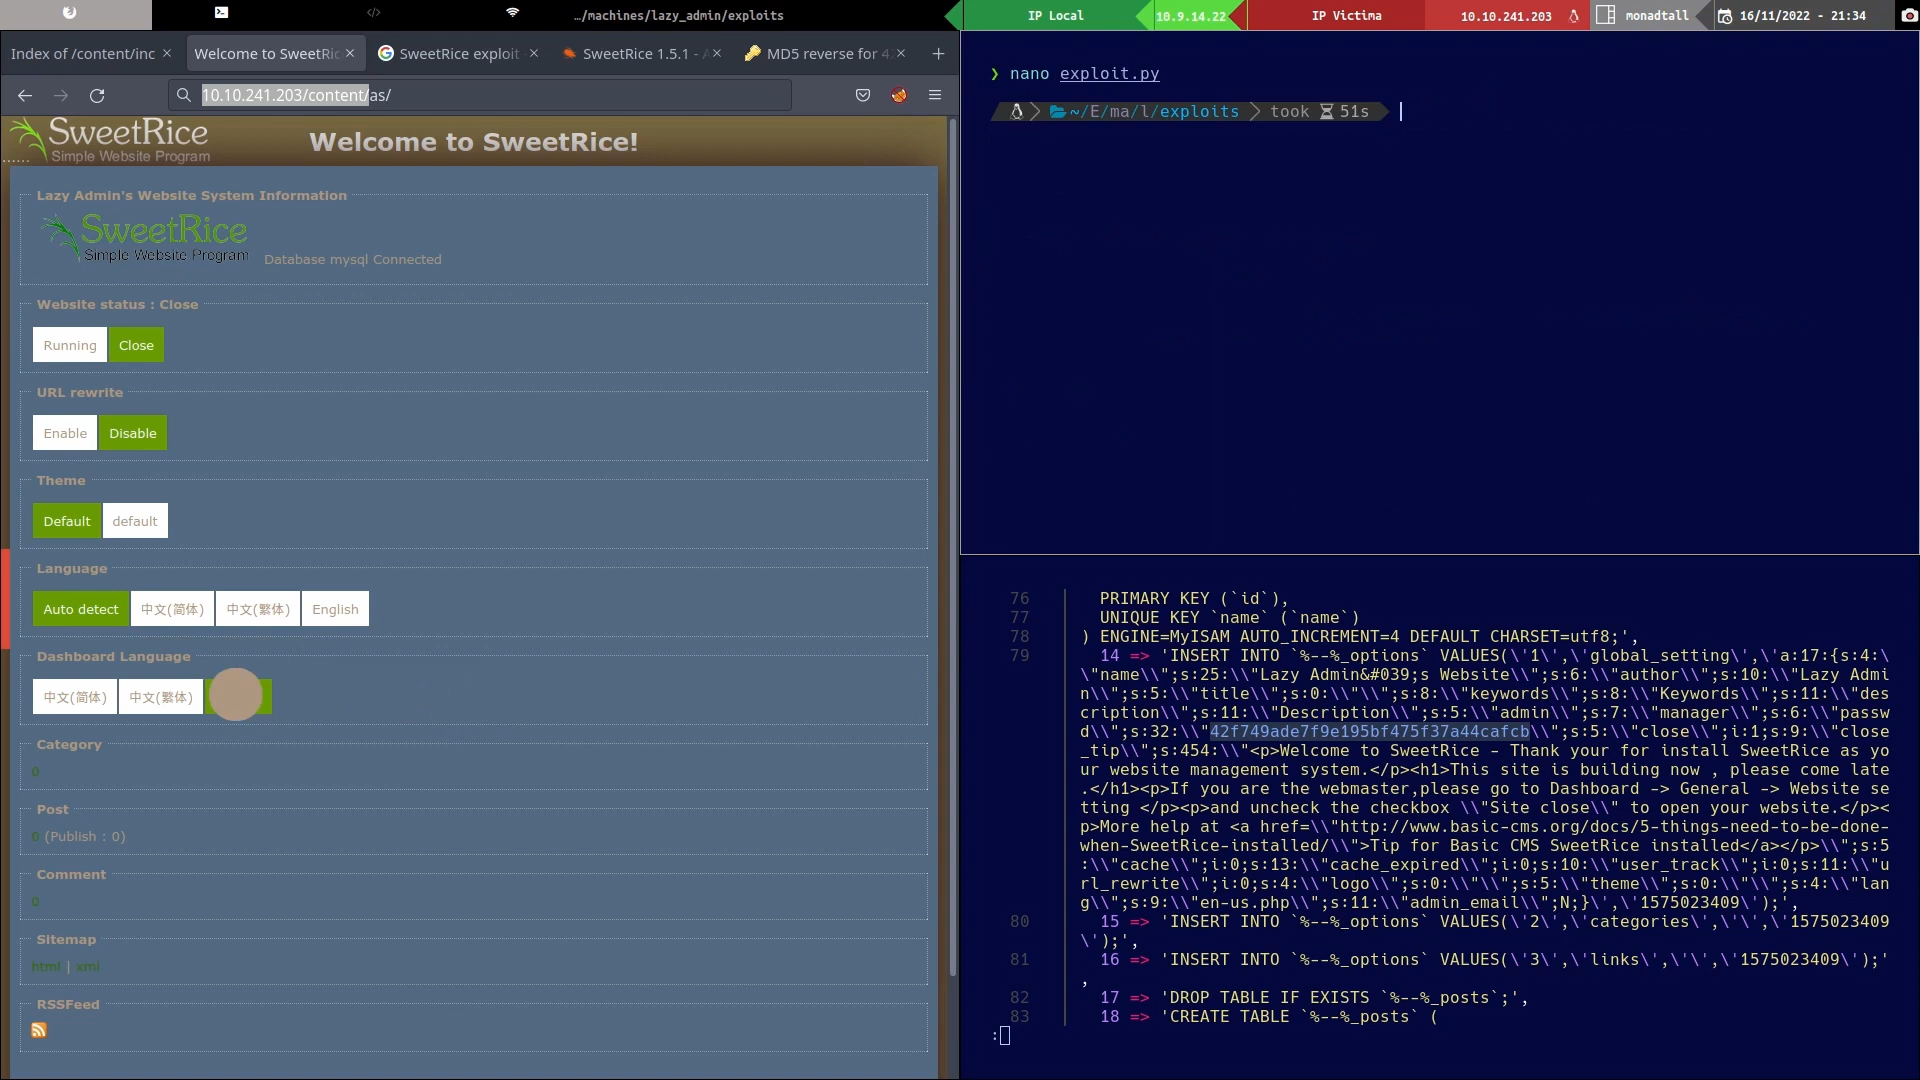 …/machines/lazy_admin/exploits
IP Local
10.9.14.22
IP Victima
10.10.241.203
monadtall
16/11/2022 - 21:34
Index of /content/inc ×
Welcome to SweetRic ×
SweetRice exploit ×
SweetRice 1.5.1 - A ×
MD5 reverse for 42 ×
10.10.241.203/content/as/
SweetRice
Simple Website Program
Welcome to SweetRice!
Lazy Admin's Website System Information
SweetRice
Simple Website Program
Database mysql Connected
Website status : Close
Running Close
URL rewrite
Enable Disable
Theme
Default default
Language
Auto detect 中文(简体) 中文(繁体) English
Dashboard Language
中文(简体) 中文(繁体)
Category
0
Post
0 (Publish : 0)
Comment
0
Sitemap
html | xml
RSSFeed
❯ nano exploit.py
~/E/ma/l/exploits took 51s
76 PRIMARY KEY (`id`),
77 UNIQUE KEY `name` (`name`)
78 ) ENGINE=MyISAM AUTO_INCREMENT=4 DEFAULT CHARSET=utf8;',
79 14 => 'INSERT INTO `%--%_options` VALUES(\'1\',\'global_setting\',\'a:17:{s:4:\
\"name\\";s:25:\\"Lazy Admin&#039;s Website\\";s:6:\\"author\\";s:10:\\"Lazy Admi
n\\";s:5:\\"title\\";s:0:\\"\\";s:8:\\"keywords\\";s:8:\\"Keywords\\";s:11:\\"des
cription\\";s:11:\\"Description\\";s:5:\\"admin\\";s:7:\\"manager\\";s:6:\\"passw
d\\";s:32:\\"42f749ade7f9e195bf475f37a44cafcb\\";s:5:\\"close\\";i:1;s:9:\\"close
_tip\\";s:454:\\"<p>Welcome to SweetRice - Thank your for install SweetRice as yo
ur website management system.</p><h1>This site is building now , please come late
.</h1><p>If you are the webmaster,please go to Dashboard -> General -> Website se
tting </p><p>and uncheck the checkbox \\"Site close\\" to open your website.</p><
p>More help at <a href=\\"http://www.basic-cms.org/docs/5-things-need-to-be-done-
when-SweetRice-installed/\\">Tip for Basic CMS SweetRice installed</a></p>\\";s:5
:\\"cache\\";i:0;s:13:\\"cache_expired\\";i:0;s:10:\\"user_track\\";i:0;s:11:\\"u
rl_rewrite\\";i:0;s:4:\\"logo\\";s:0:\\"\\";s:5:\\"theme\\";s:0:\\"\\";s:4:\\"lan
g\\";s:9:\\"en-us.php\\";s:11:\\"admin_email\\";N;}\',\'1575023409\');',
80 15 => 'INSERT INTO `%--%_options` VALUES(\'2\',\'categories\',\'\',\'1575023409
\');',
81 16 => 'INSERT INTO `%--%_options` VALUES(\'3\',\'links\',\'\',\'1575023409\');'
,
82 17 => 'DROP TABLE IF EXISTS `%--%_posts`;',
83 18 => 'CREATE TABLE `%--%_posts` (
: